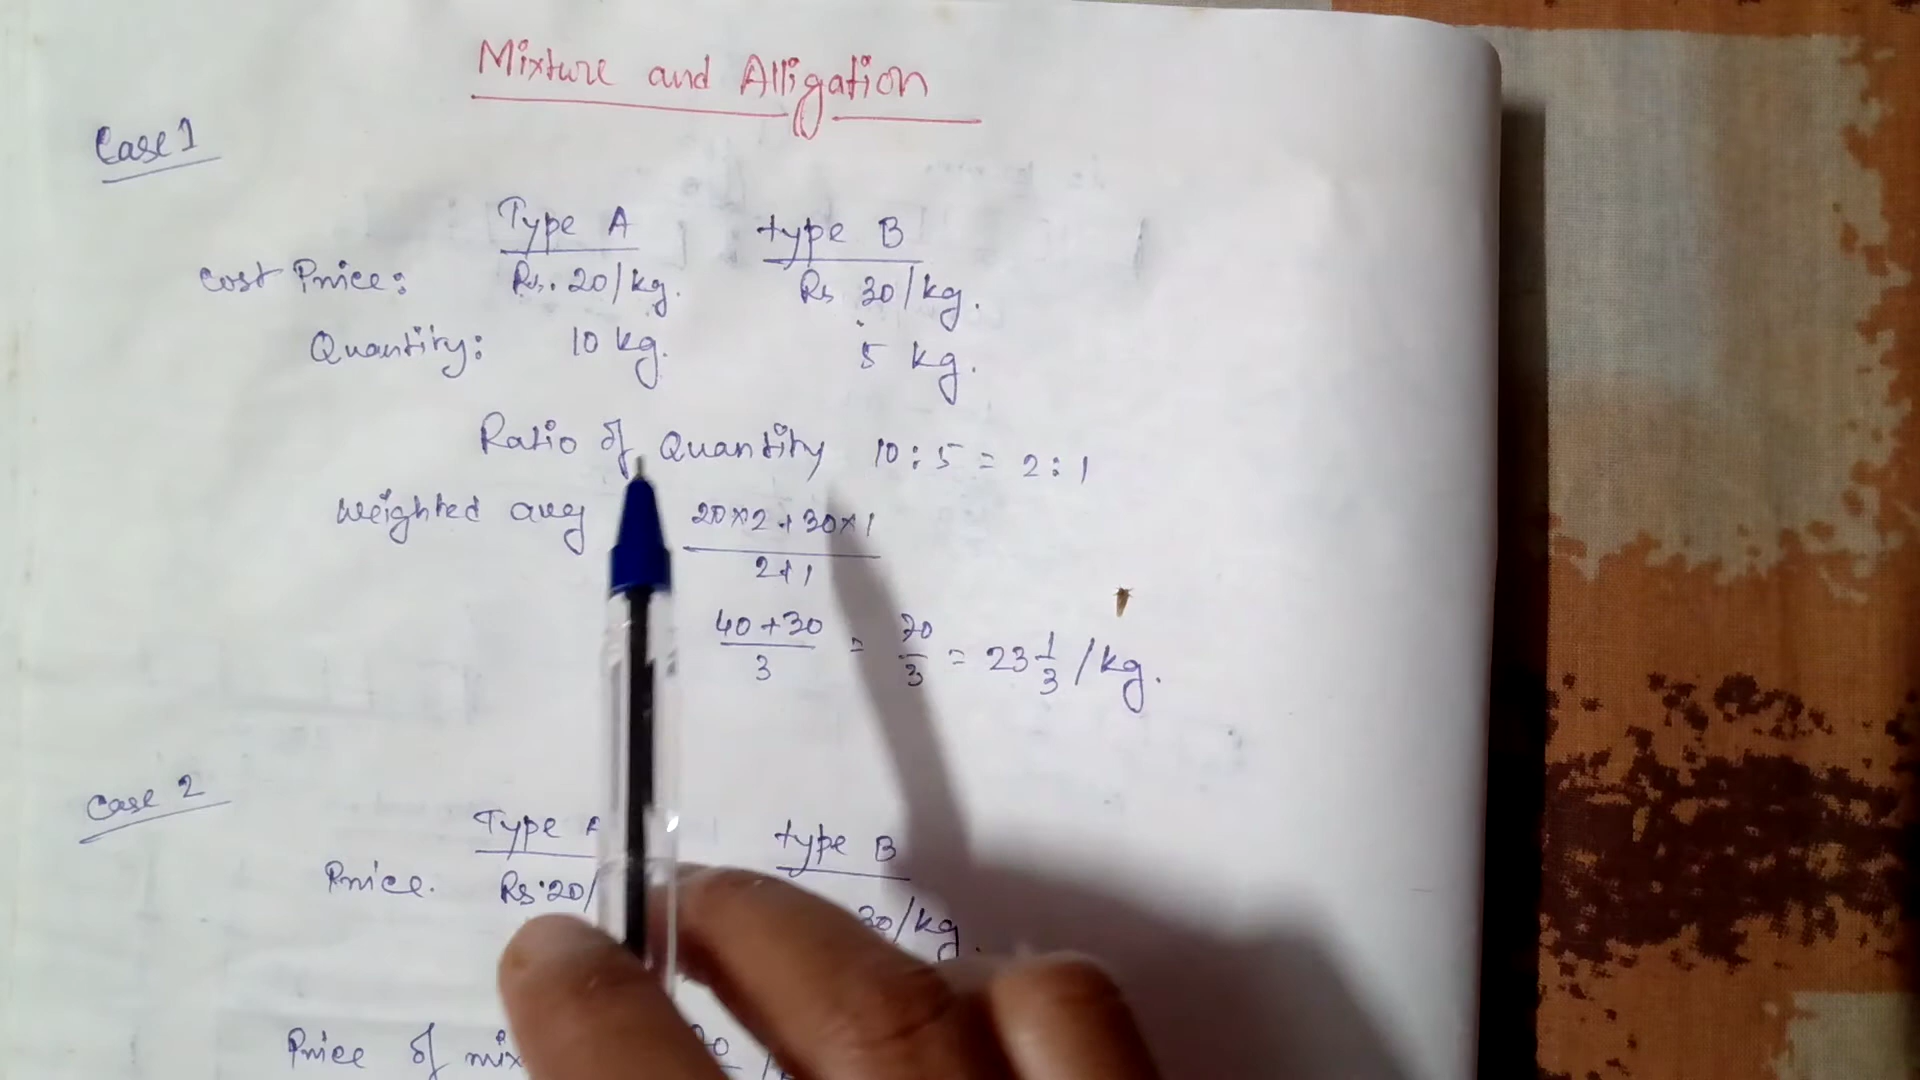 Mixture and Alligation
Case 1
Type A type B
Cost Price: Rs. 20/kg. Rs 30/kg.
Quantity: 10 kg. 5 kg.
Ratio of Quantity 10 : 5 = 2 : 1
Weighted avg 20×2+30×1
2+1
40+30 = 70 = 23 1/3 /kg.
3 3
Case 2
Type A type B
Price. Rs.20/ 30/kg.
Price of mix